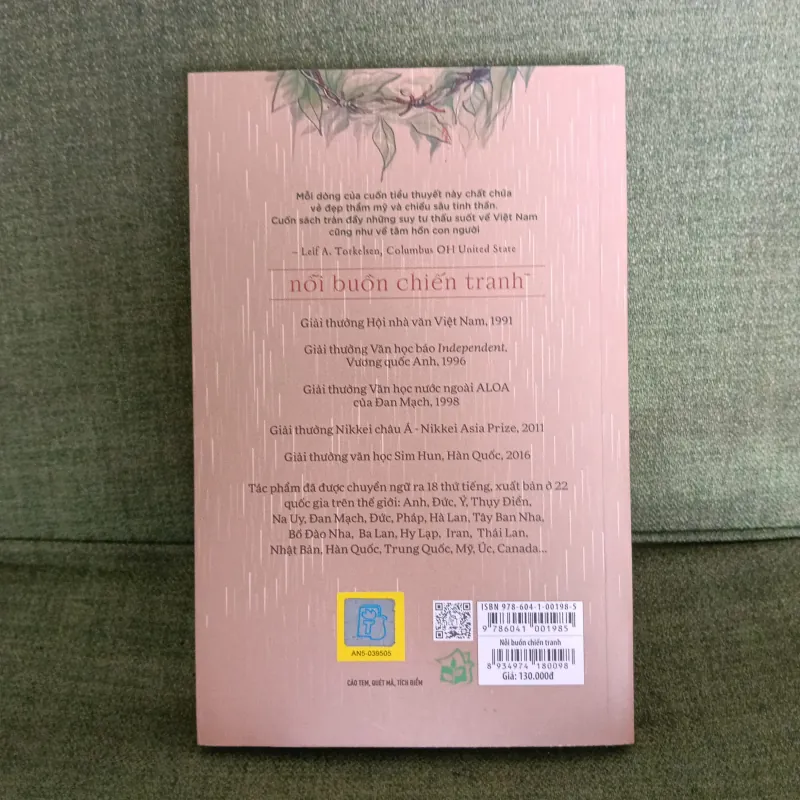 Mỗi dòng của cuốn tiểu thuyết này chất chứa
vẻ đẹp thẩm mỹ và chiều sâu tinh thần.
Cuốn sách tràn đầy những suy tư thấu suốt về Việt Nam
cũng như về tâm hồn con người
– Leif A. Torkelsen, Columbus OH United State
nỗi buồn chiến tranh
Giải thưởng Hội nhà văn Việt Nam, 1991
Giải thưởng Văn học báo Independent,
Vương quốc Anh, 1996
Giải thưởng Văn học nước ngoài ALOA
của Đan Mạch, 1998
Giải thưởng Nikkei châu Á - Nikkei Asia Prize, 2011
Giải thưởng văn học Sim Hun, Hàn Quốc, 2016
Tác phẩm đã được chuyển ngữ ra 18 thứ tiếng, xuất bản ở 22
quốc gia trên thế giới: Anh, Đức, Ý, Thụy Điển,
Na Uy, Đan Mạch, Đức, Pháp, Hà Lan, Tây Ban Nha,
Bồ Đào Nha, Ba Lan, Hy Lạp, Iran, Thái Lan,
Nhật Bản, Hàn Quốc, Trung Quốc, Mỹ, Úc, Canada...
T
AN5-039505
CÀO TEM, QUÉT MÃ, TÍCH ĐIỂM
ISBN 978-604-1-00198-5
9 786041 001985
Nỗi buồn chiến tranh
8 934974 180098
Giá: 130.000đ